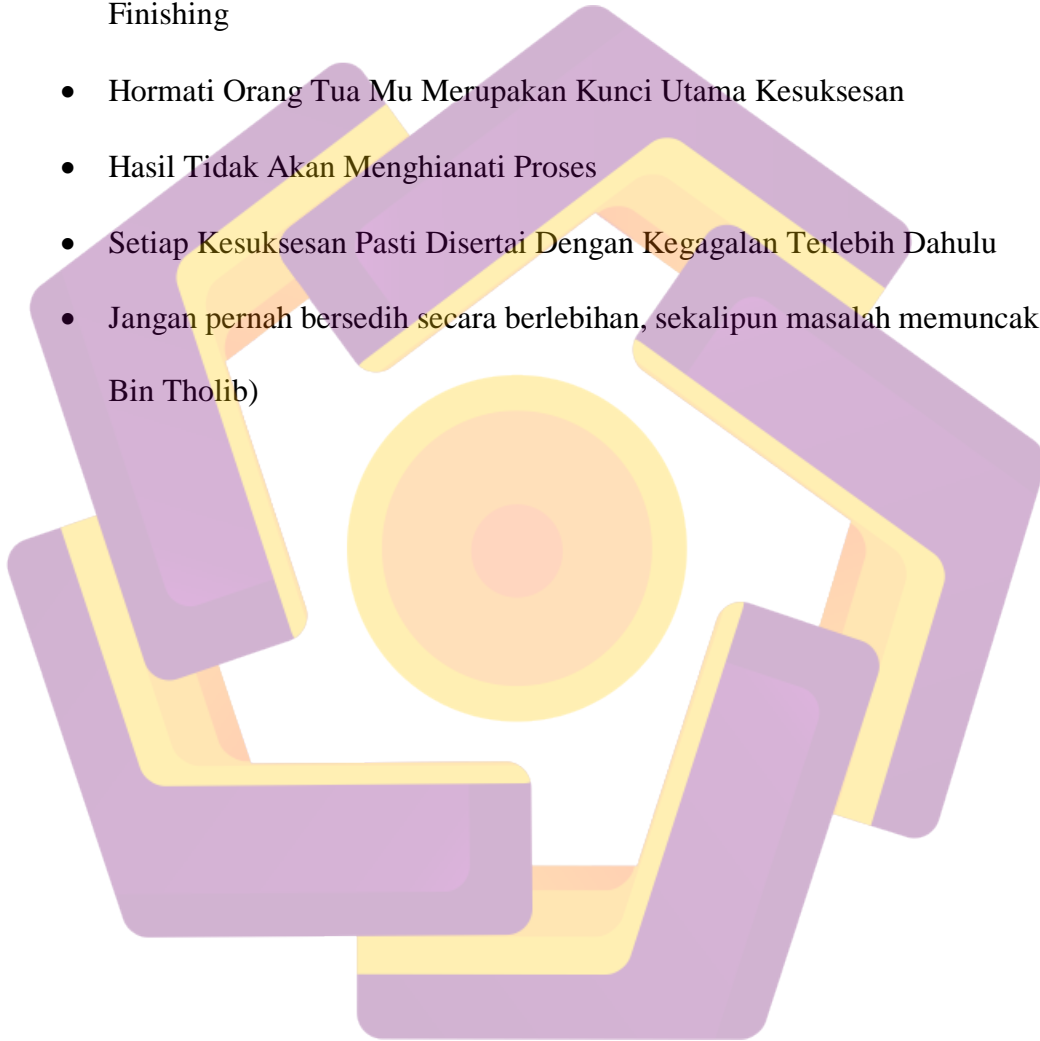 Finishing
• Hormati Orang Tua Mu Merupakan Kunci Utama Kesuksesan
• Hasil Tidak Akan Menghianati Proses
• Setiap Kesuksesan Pasti Disertai Dengan Kegagalan Terlebih Dahulu
• Jangan pernah bersedih secara berlebihan, sekalipun masalah memuncak
Bin Tholib)